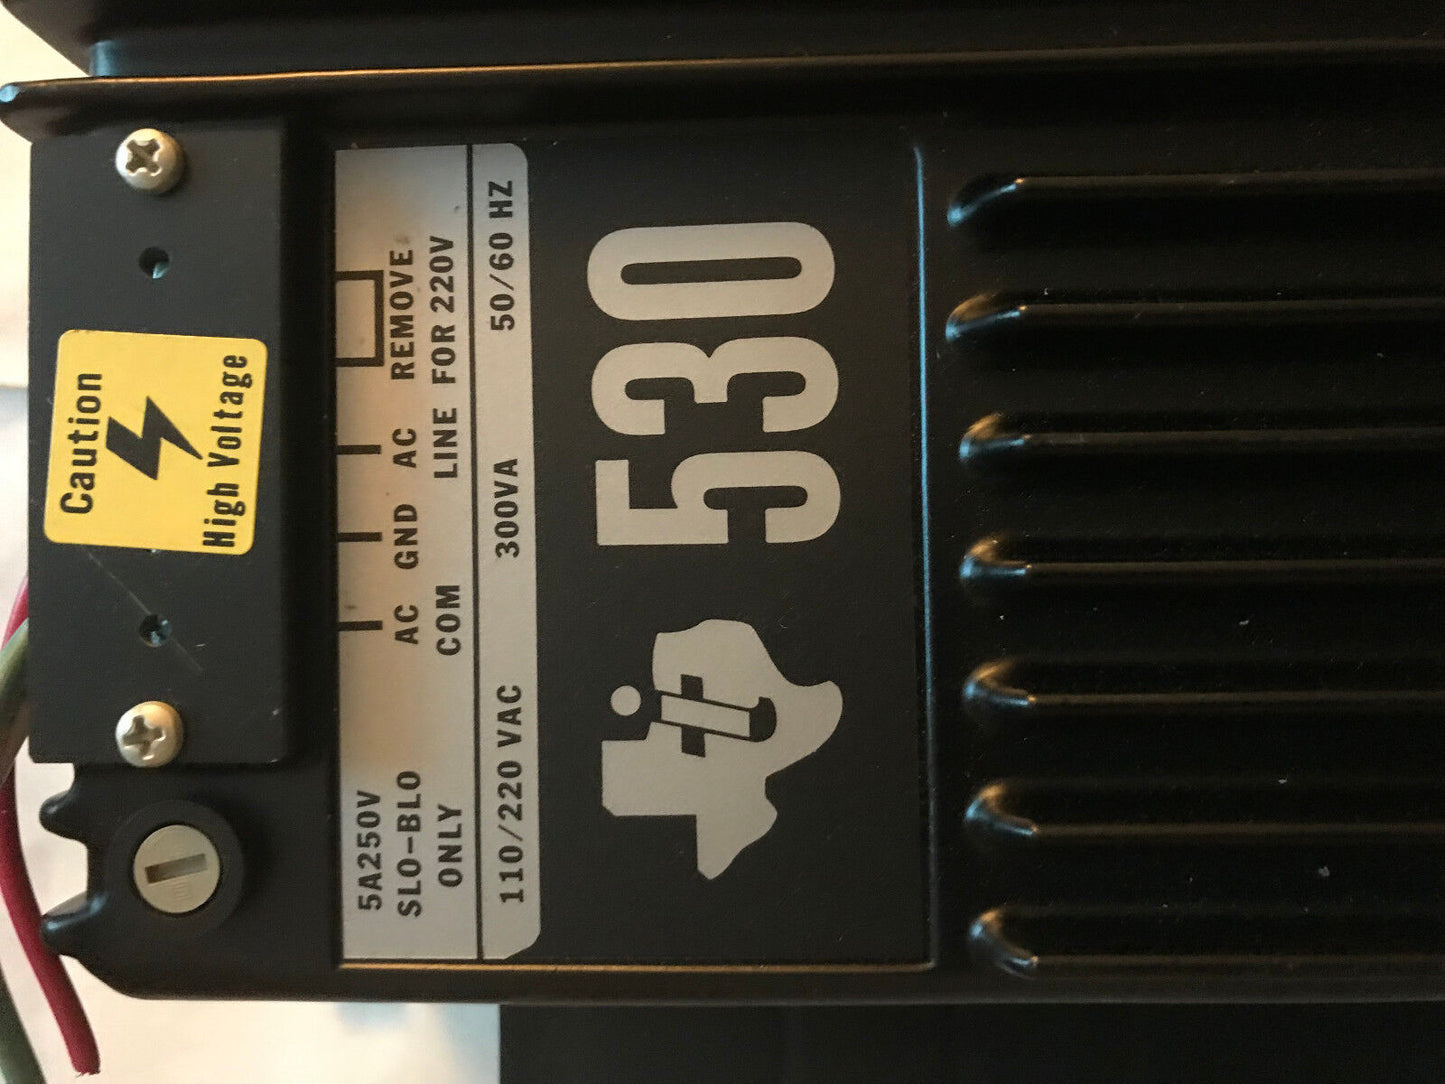 Caution
High Voltage
5A250V
SLO-BLO
ONLY
AC GND AC REMOVE
COM LINE FOR 220V
110/220 VAC 300VA 50/60 HZ
ti 530